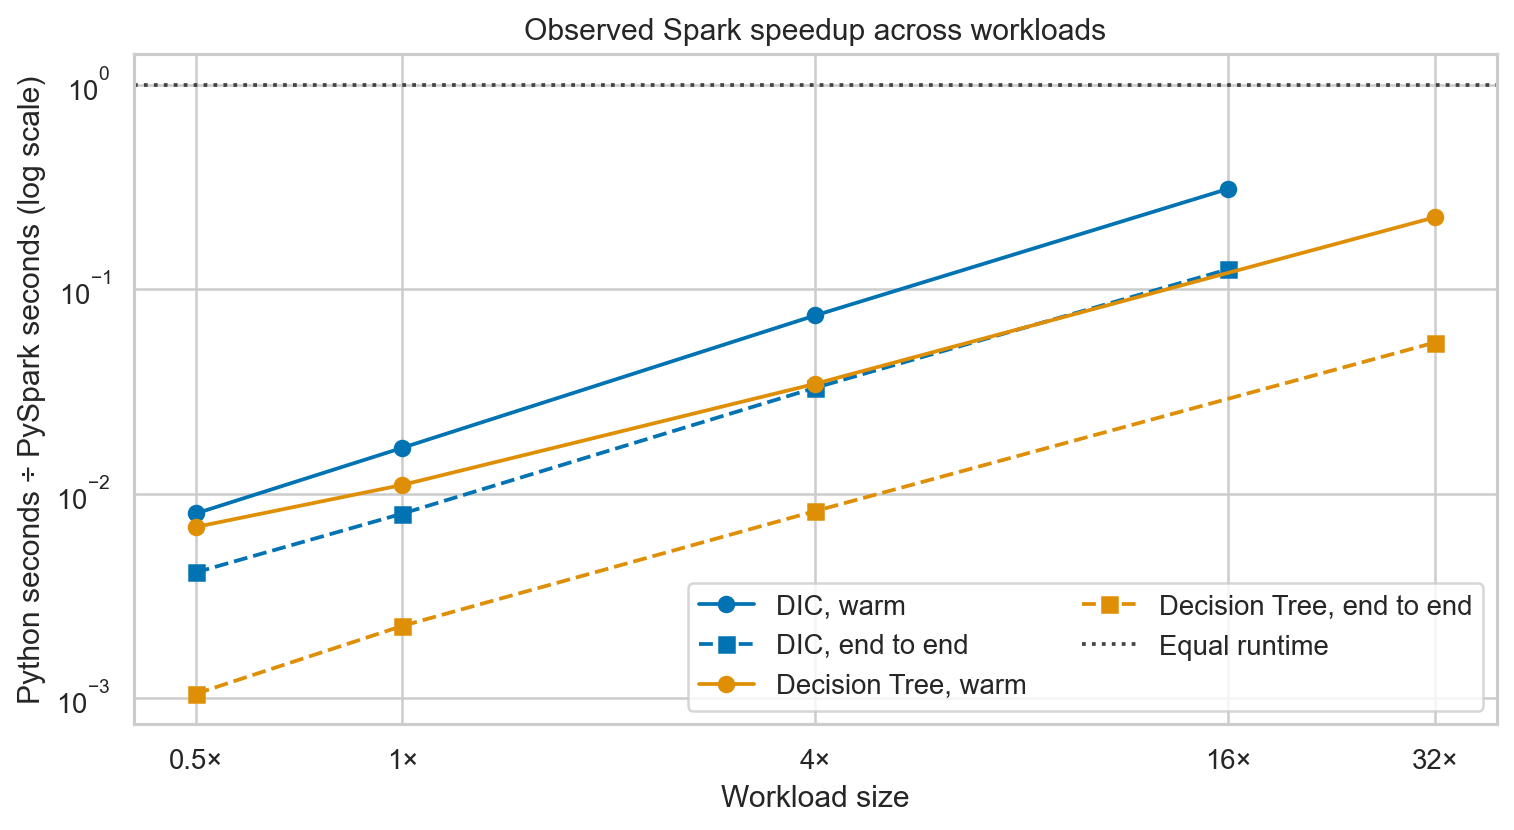 Observed Spark speedup across workloads
Python seconds ÷ PySpark seconds (log scale)
10⁰
10⁻¹
10⁻²
10⁻³
0.5×
1×
4×
16×
32×
Workload size
DIC, warm
DIC, end to end
Decision Tree, warm
Decision Tree, end to end
Equal runtime